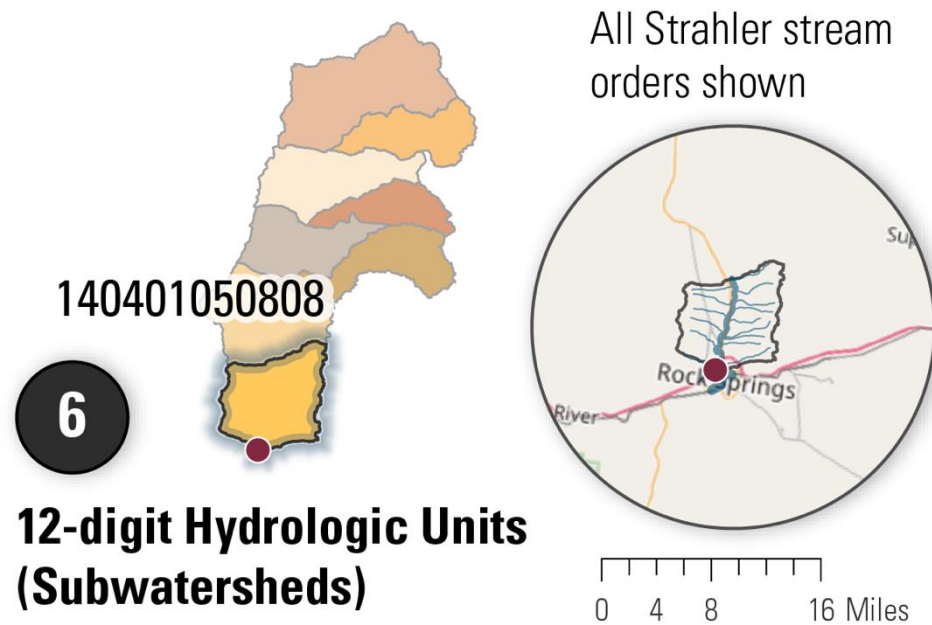 All Strahler stream
orders shown
140401050808
6
12-digit Hydrologic Units
(Subwatersheds)
Sup
Rock Springs
River
0 4 8 16 Miles